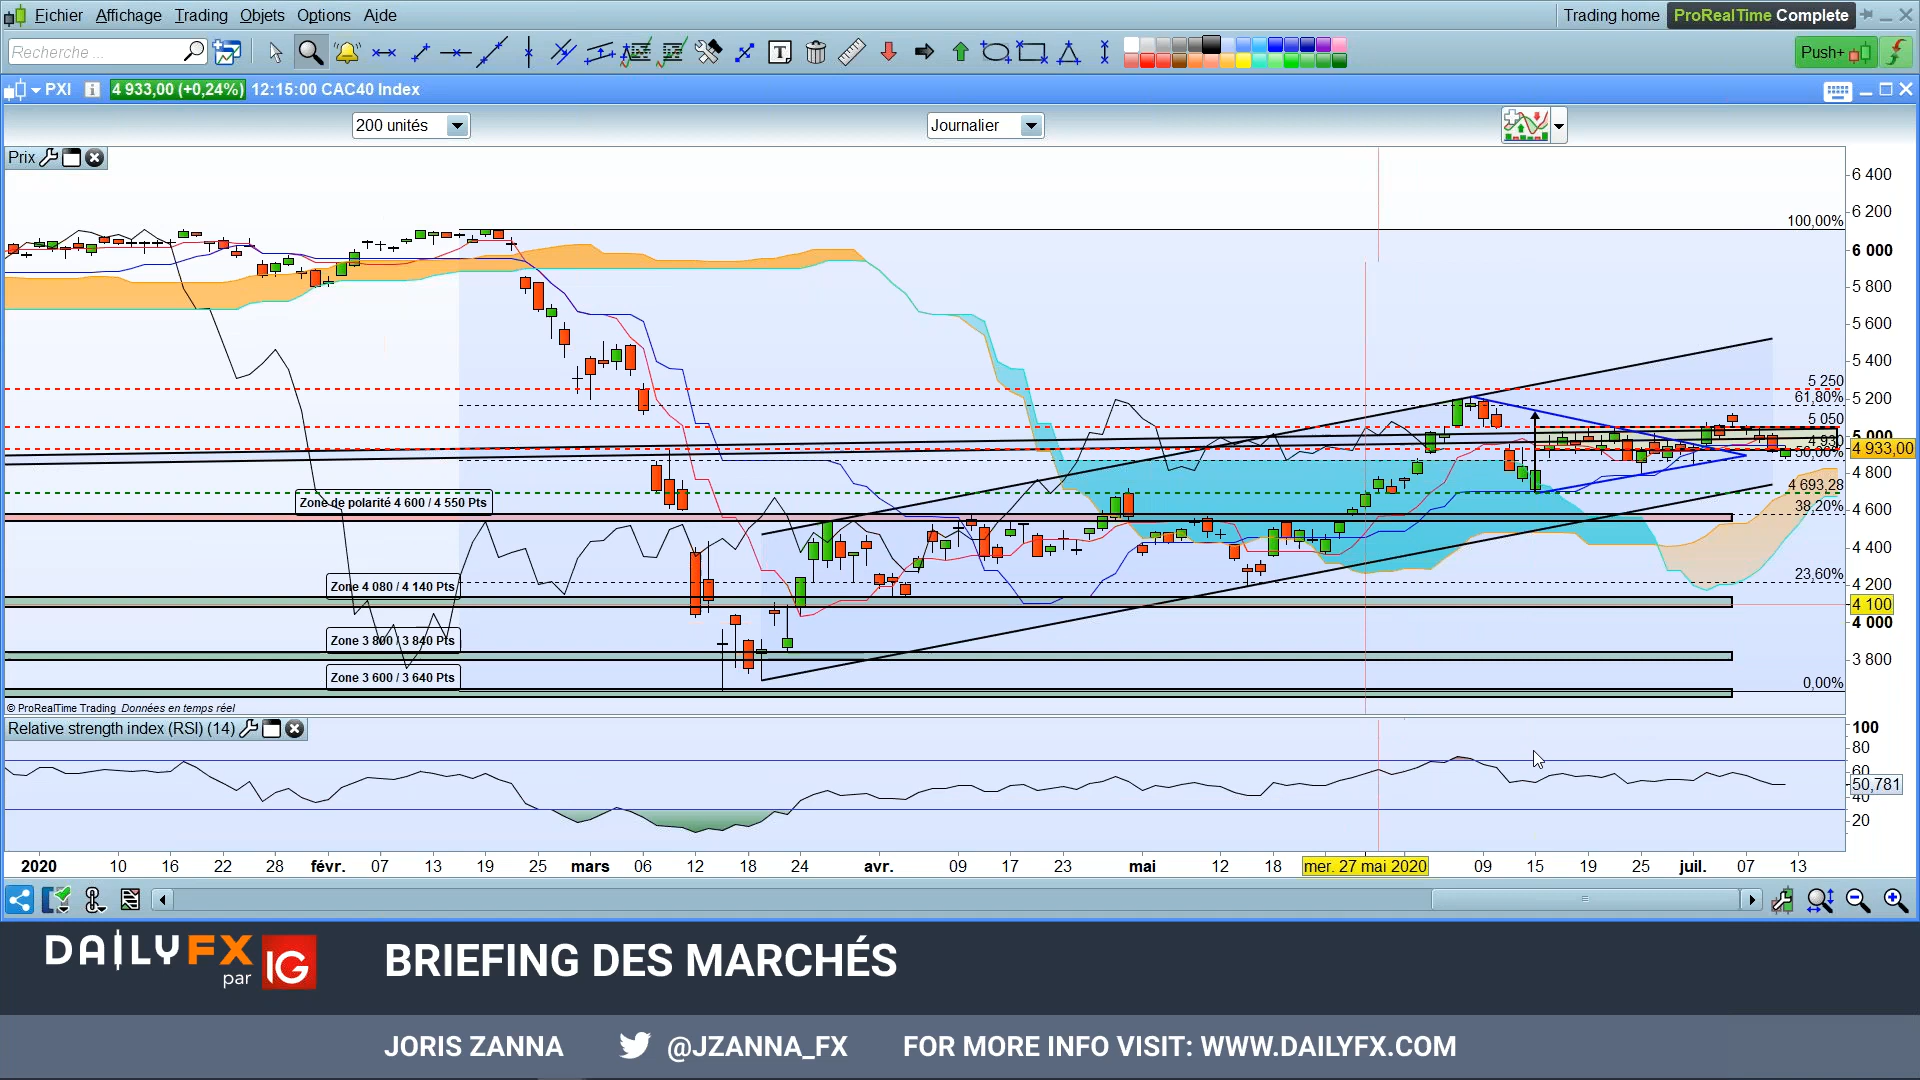 Fichier Affichage Trading Objets Options Aide
Trading home ProRealTime Complete
Recherche ...
T
Push+
PXI i 4 933,00 (+0,24%) 12:15:00 CAC40 Index
200 unités Journalier
Prix
6 400
100,00%
6 200
6 000
5 800
5 600
5 400
5 250
61,80%
5 200
5 050
5 000
4 930
4 933,00
50,00%
4 800
4 693,28
Zone de polarité 4 600 / 4 550 Pts
38,20%
4 600
4 400
23,60%
4 200
Zone 4 080 / 4 140 Pts
4 100
4 000
Zone 3 800 / 3 840 Pts
3 800
Zone 3 600 / 3 640 Pts
0,00%
© ProRealTime Trading Données en temps réel
Relative strength index (RSI) (14)
100
80
60
50,781
40
20
2020 10 16 22 28 févr. 07 13 19 25 mars 06 12 18 24 avr. 09 17 23 mai 12 18 mer. 27 mai 2020 09 15 19 25 juil. 07 13
DAILYFX
par IG
BRIEFING DES MARCHÉS
JORIS ZANNA @JZANNA_FX FOR MORE INFO VISIT: WWW.DAILYFX.COM